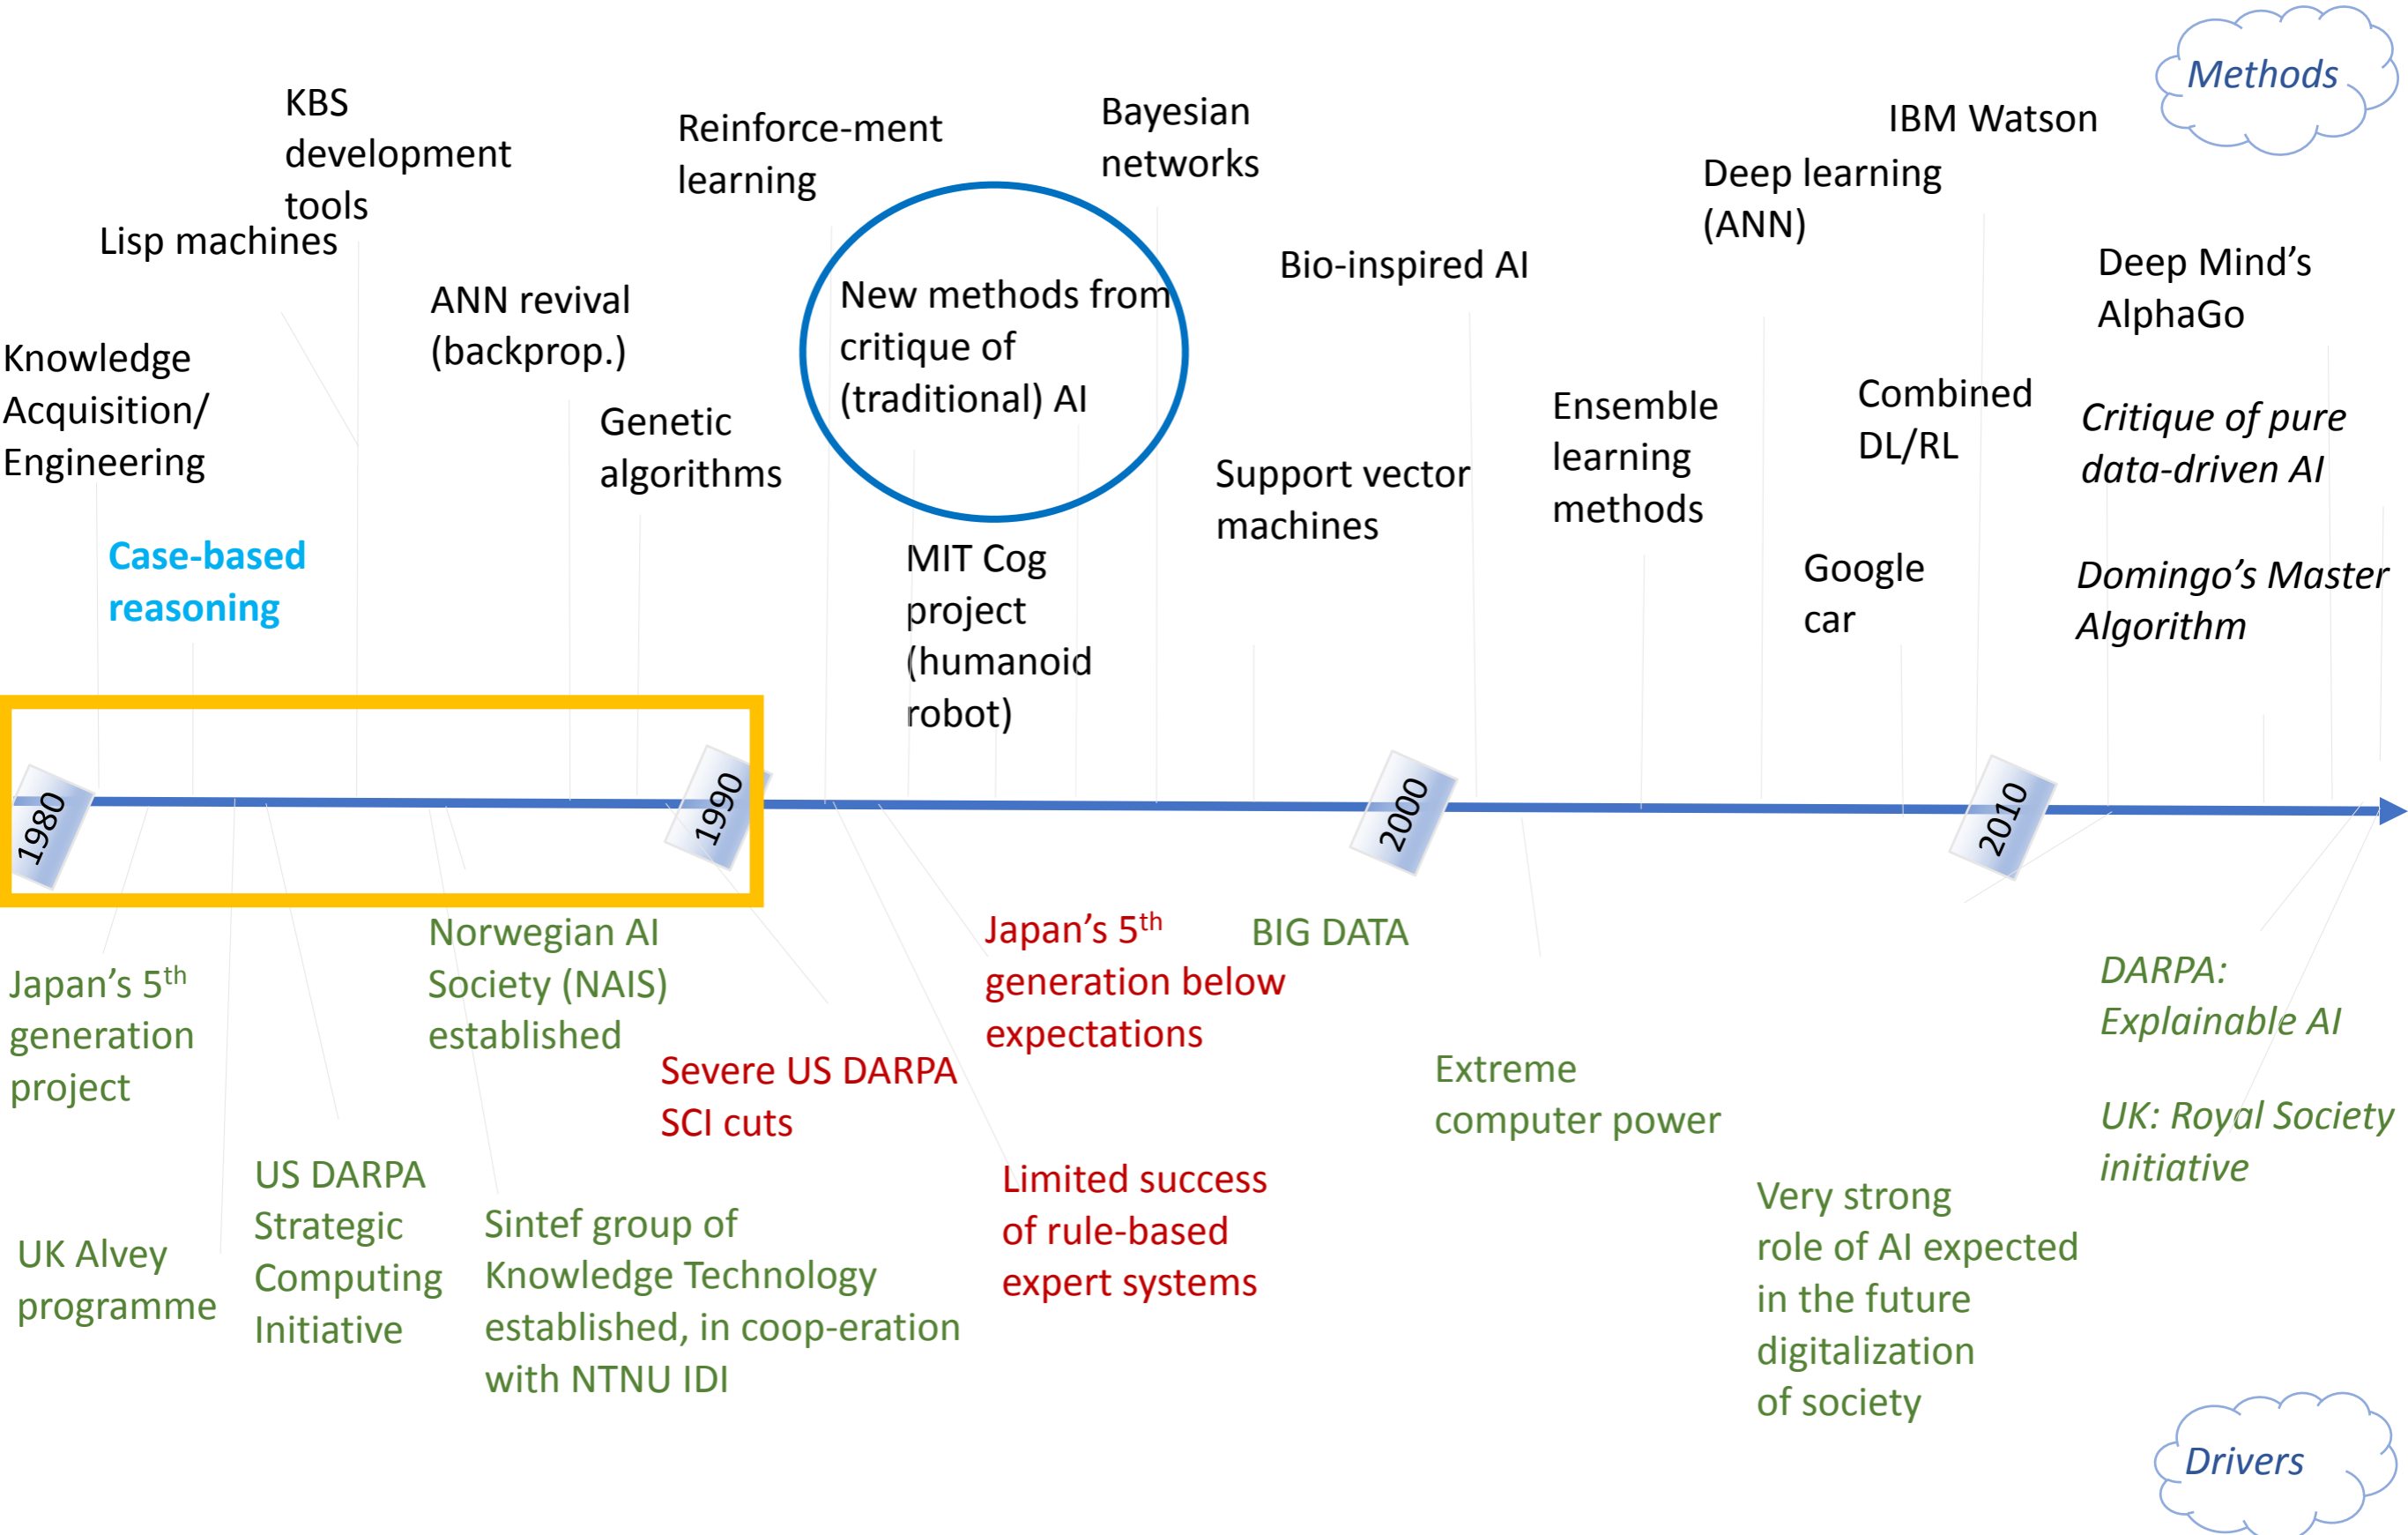 Methods
KBS
development
tools
Lisp machines
Knowledge
Acquisition/
Engineering
Case-based
reasoning
ANN revival
(backprop.)
Genetic
algorithms
Reinforce-ment
learning
New methods from
critique of
(traditional) AI
MIT Cog
project
(humanoid
robot)
Bayesian
networks
Bio-inspired AI
Support vector
machines
Ensemble
learning
methods
Deep learning
(ANN)
IBM Watson
Combined
DL/RL
Google
car
Deep Mind’s
AlphaGo
Critique of pure
data-driven AI
Domingo’s Master
Algorithm
1980
1990
2000
2010
Japan’s 5th
generation
project
UK Alvey
programme
US DARPA
Strategic
Computing
Initiative
Norwegian AI
Society (NAIS)
established
Sintef group of
Knowledge Technology
established, in coop-eration
with NTNU IDI
Severe US DARPA
SCI cuts
Japan’s 5th
generation below
expectations
Limited success
of rule-based
expert systems
BIG DATA
Extreme
computer power
Very strong
role of AI expected
in the future
digitalization
of society
DARPA:
Explainable AI
UK: Royal Society
initiative
Drivers